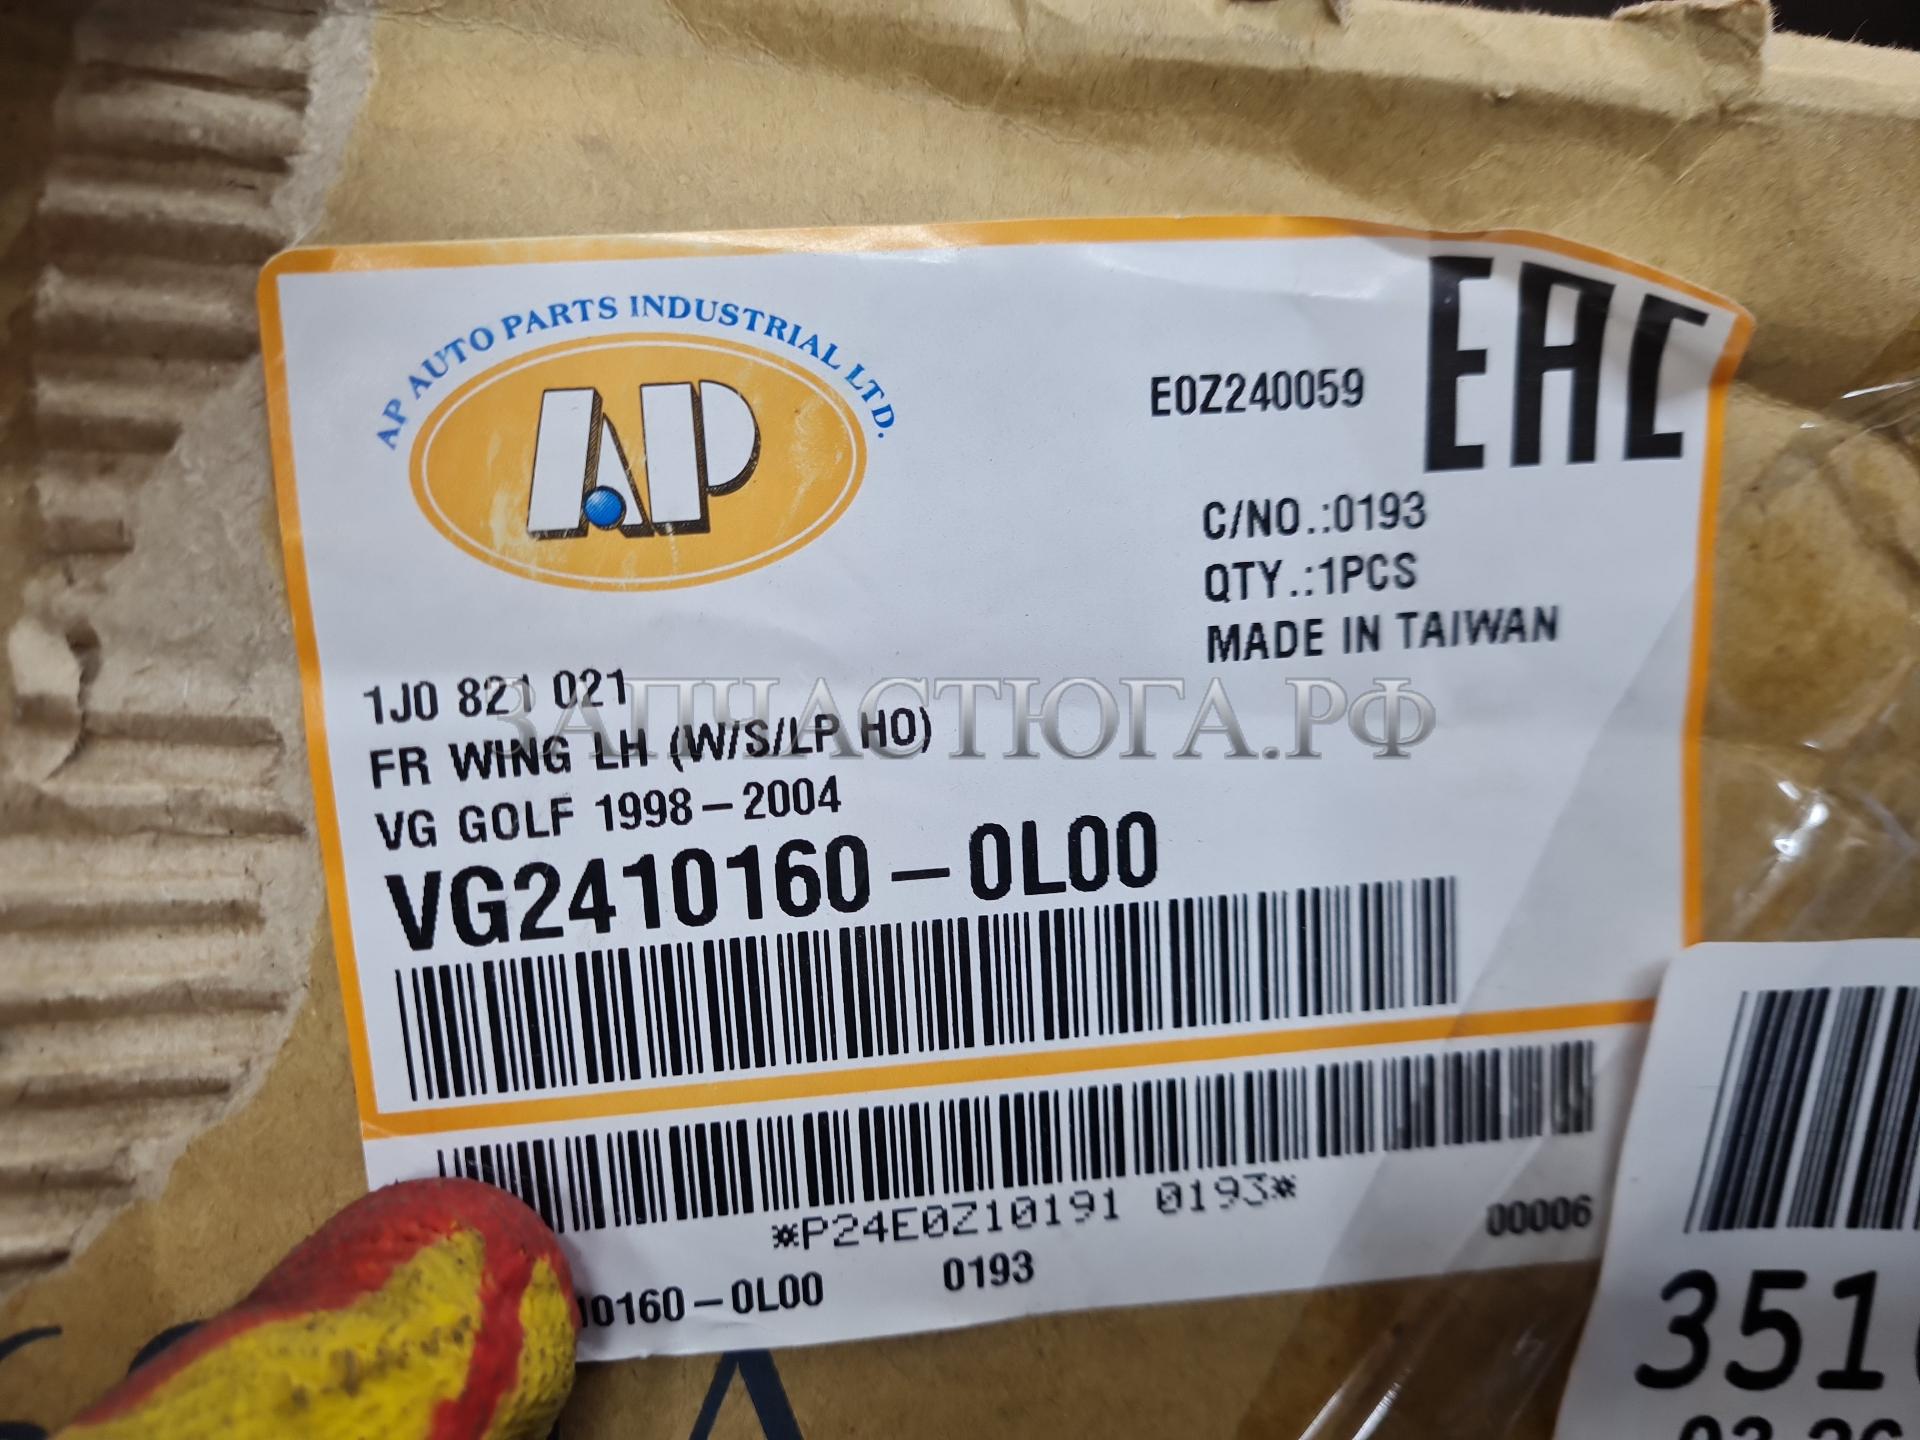 AP AUTO PARTS INDUSTRIAL LTD.
AP
E0Z240059
EAC
C/NO.:0193
QTY.:1PCS
MADE IN TAIWAN
1J0 821 021
FR WING LH (W/S/LP HO)
ЗАПЧАСТЮГА.РФ
VG GOLF 1998-2004
VG2410160-0L00
*P24E0Z10191 0193*
00006
10160-0L00 0193
351